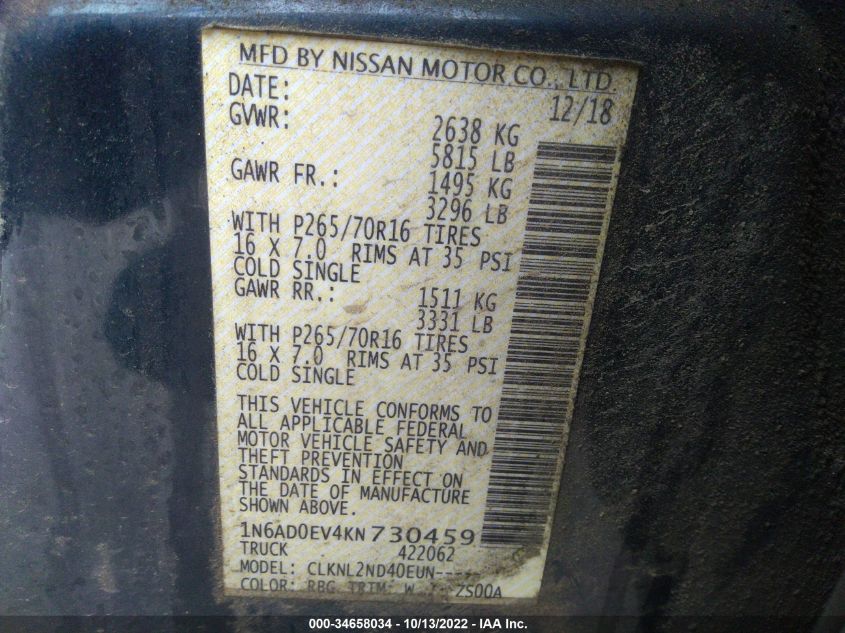 MFD BY NISSAN MOTOR CO., LTD.
DATE: 12/18
GVWR: 2638 KG
5815 LB
GAWR FR.: 1495 KG
3296 LB
WITH P265/70R16 TIRES
16 X 7.0 RIMS AT 35 PSI
COLD SINGLE
GAWR RR.: 1511 KG
3331 LB
WITH P265/70R16 TIRES
16 X 7.0 RIMS AT 35 PSI
COLD SINGLE
THIS VEHICLE CONFORMS TO
ALL APPLICABLE FEDERAL
MOTOR VEHICLE SAFETY AND
THEFT PREVENTION
STANDARDS IN EFFECT ON
THE DATE OF MANUFACTURE
SHOWN ABOVE.
1N6AD0EV4KN730459
TRUCK 422062
MODEL: CLKNL2ND40EUN--
COLOR: RBG TRIM: W ZS00A
000-34658034 - 10/13/2022 - IAA Inc.